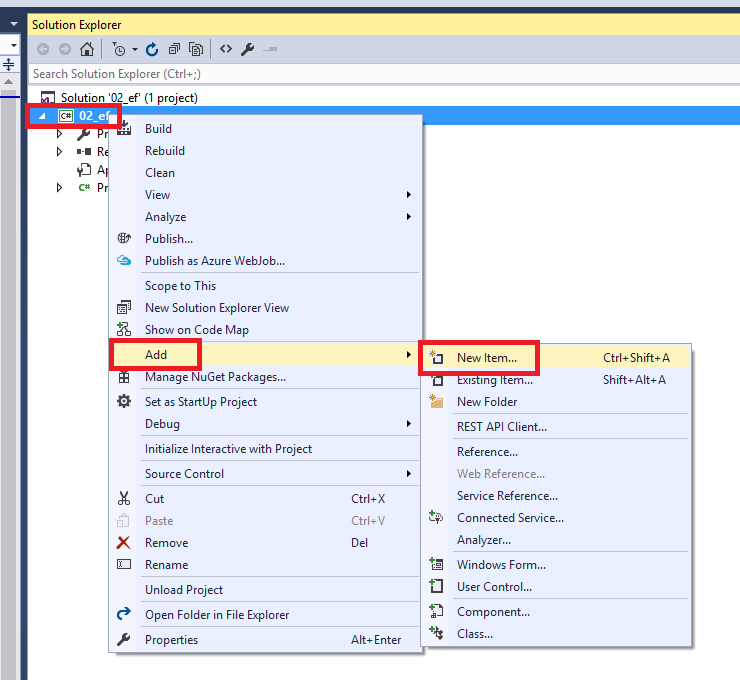 Solution Explorer
Search Solution Explorer (Ctrl+;)
Solution '02_ef' (1 project)
C# 02_ef
Pr
Re
Ap
C# Pr
Build
Rebuild
Clean
View
Analyze
Publish...
Publish as Azure WebJob...
Scope to This
New Solution Explorer View
Show on Code Map
Add
Manage NuGet Packages...
Set as StartUp Project
Debug
Initialize Interactive with Project
Source Control
Cut Ctrl+X
Paste Ctrl+V
Remove Del
Rename
Unload Project
Open Folder in File Explorer
Properties Alt+Enter
New Item... Ctrl+Shift+A
Existing Item... Shift+Alt+A
New Folder
REST API Client...
Reference...
Web Reference...
Service Reference...
Connected Service...
Analyzer...
Windows Form...
User Control...
Component...
Class...